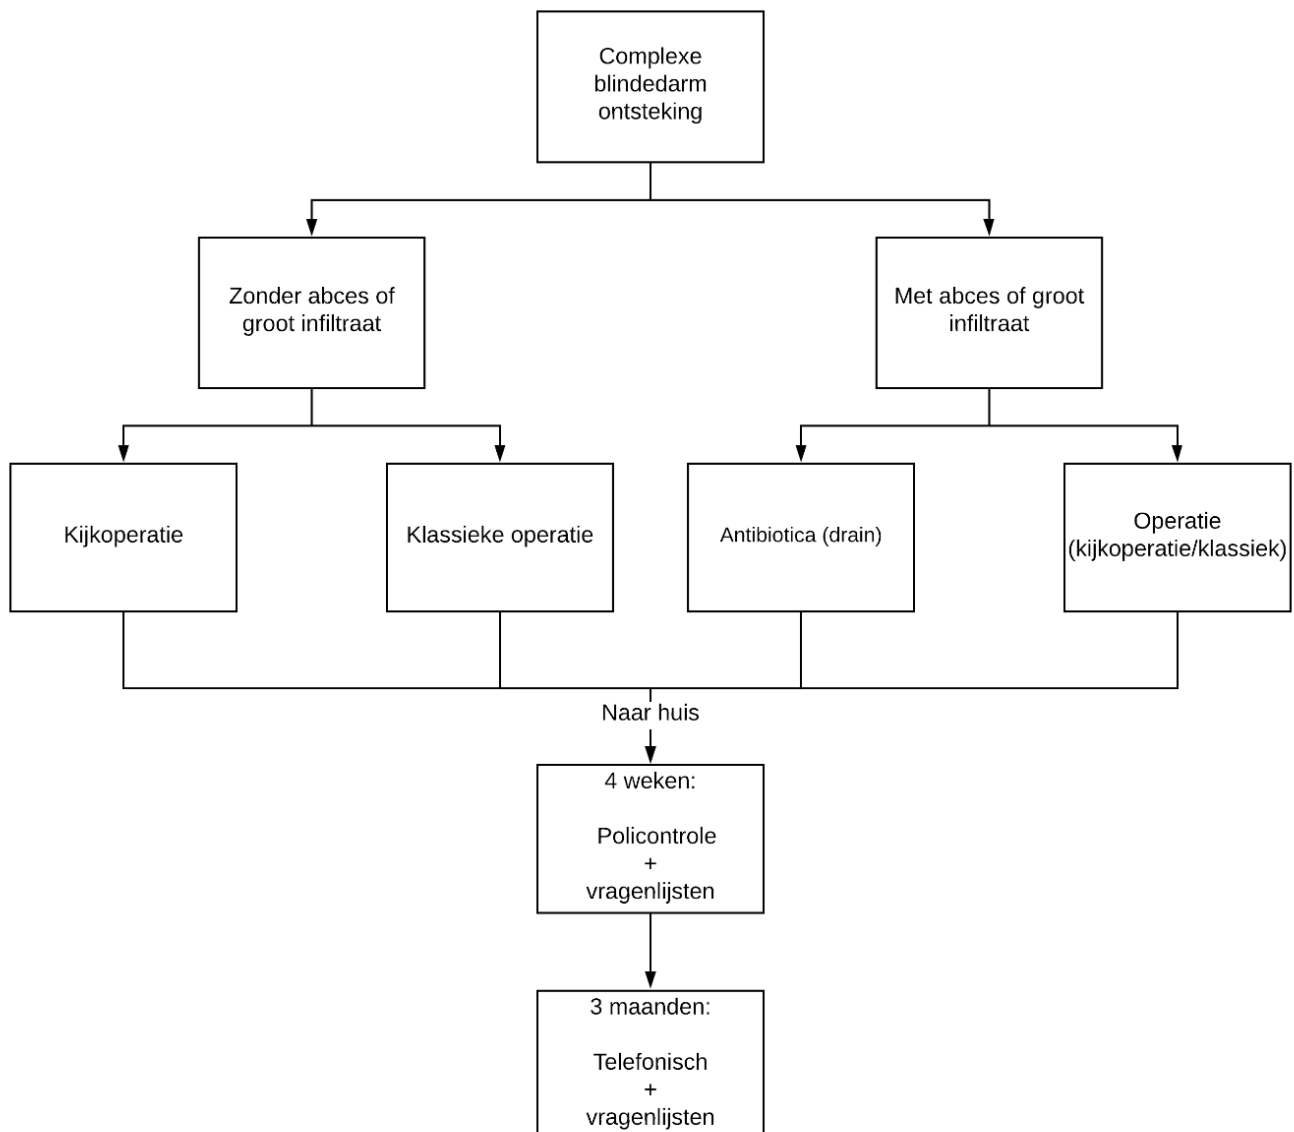 Complexe
blindedarm
ontsteking
Zonder abces of
groot infiltraat
Met abces of groot
infiltraat
Kijkoperatie
Klassieke operatie
Antibiotica (drain)
Operatie
(kijkoperatie/klassiek)
Naar huis
4 weken:
Policontrole
+
vragenlijsten
3 maanden:
Telefonisch
+
vragenlijsten